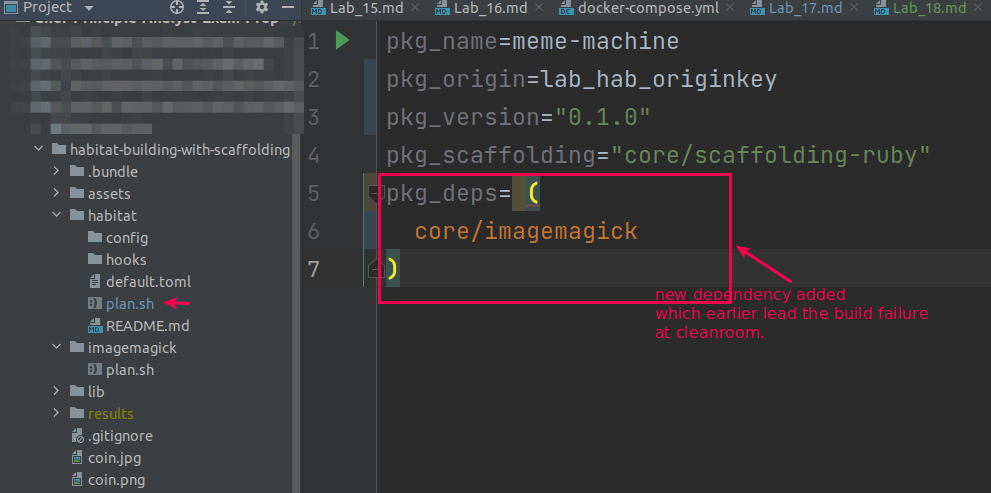 Project
Lab_15.md
Lab_16.md
docker-compose.yml
Lab_17.md
Lab_18.md
habitat-building-with-scaffolding
.bundle
assets
habitat
config
hooks
default.toml
plan.sh
README.md
imagemagick
plan.sh
lib
results
.gitignore
coin.jpg
coin.png
1 pkg_name=meme-machine
2 pkg_origin=lab_hab_originkey
3 pkg_version="0.1.0"
4 pkg_scaffolding="core/scaffolding-ruby"
5 pkg_deps= (
6 core/imagemagick
7 )
new dependency added
which earlier lead the build failure
at cleanroom.